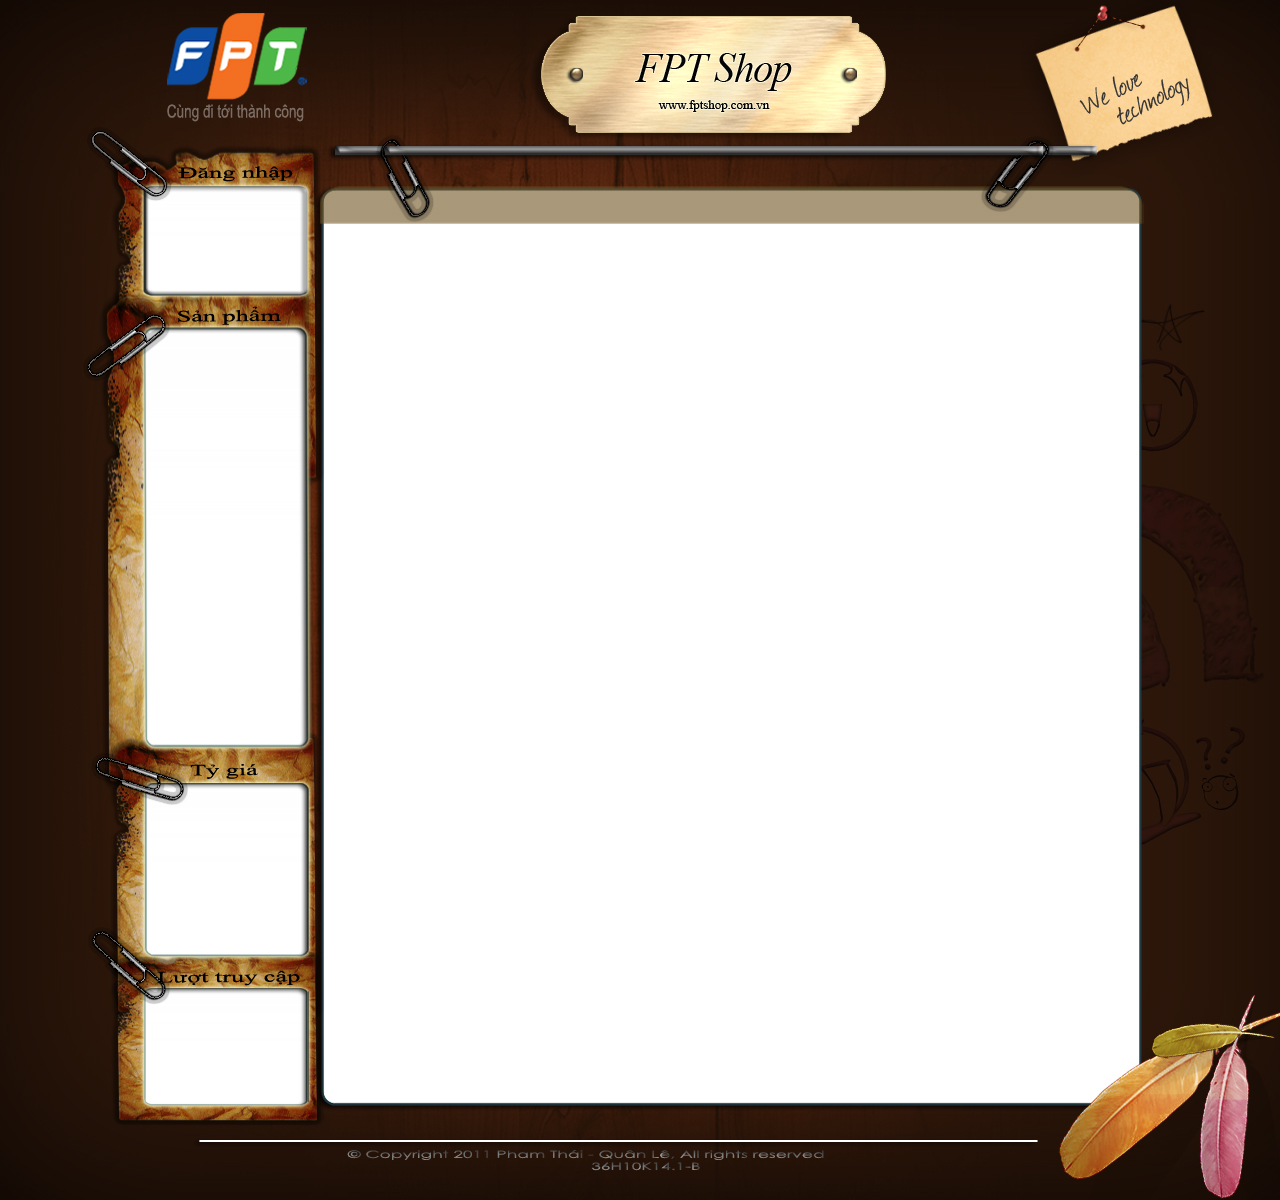 FPT
Cùng đi tới thành công
FPT Shop
www.fptshop.com.vn
We love
technology
Đăng nhập
Sản phẩm
Tỷ giá
Lượt truy cập
© Copyright 2011 Phạm Thái - Quân Lê, All rights reserved
36H10K14.1-B